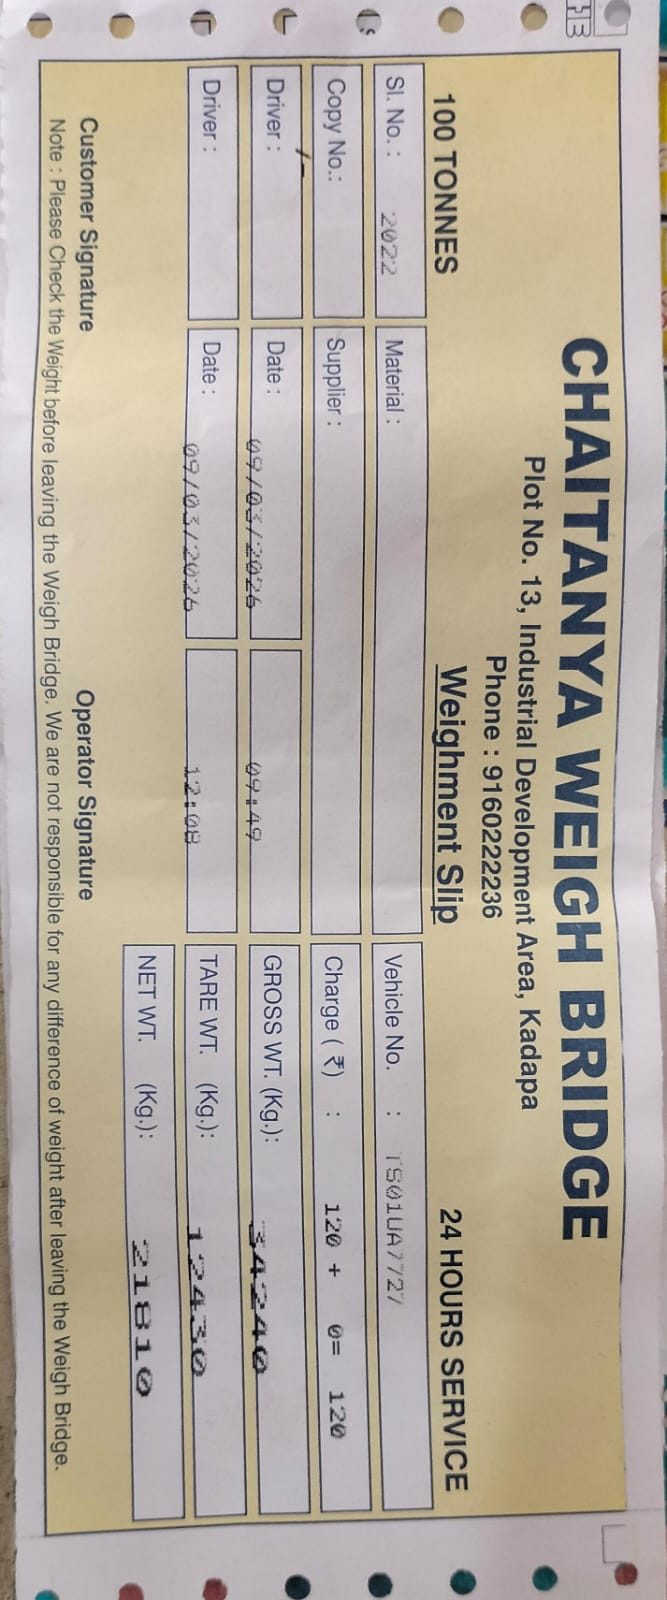 CHAITANYA WEIGH BRIDGE
Plot No. 13, Industrial Development Area, Kadapa
Phone : 9160222236
100 TONNES Weighment Slip 24 HOURS SERVICE
Sl. No. : 2022 Material : Vehicle No. : TS01UA7727
Copy No.: Supplier : Charge ( ₹ ) : 120 + 0= 120
Driver : Date : 09/03/2026 09:49 GROSS WT. (Kg.): 34240
Driver : Date : 09/03/2026 12:08 TARE WT. (Kg.): 12430
NET WT. (Kg.): 21810
Customer Signature Operator Signature
Note : Please Check the Weight before leaving the Weigh Bridge. We are not responsible for any difference of weight after leaving the Weigh Bridge.